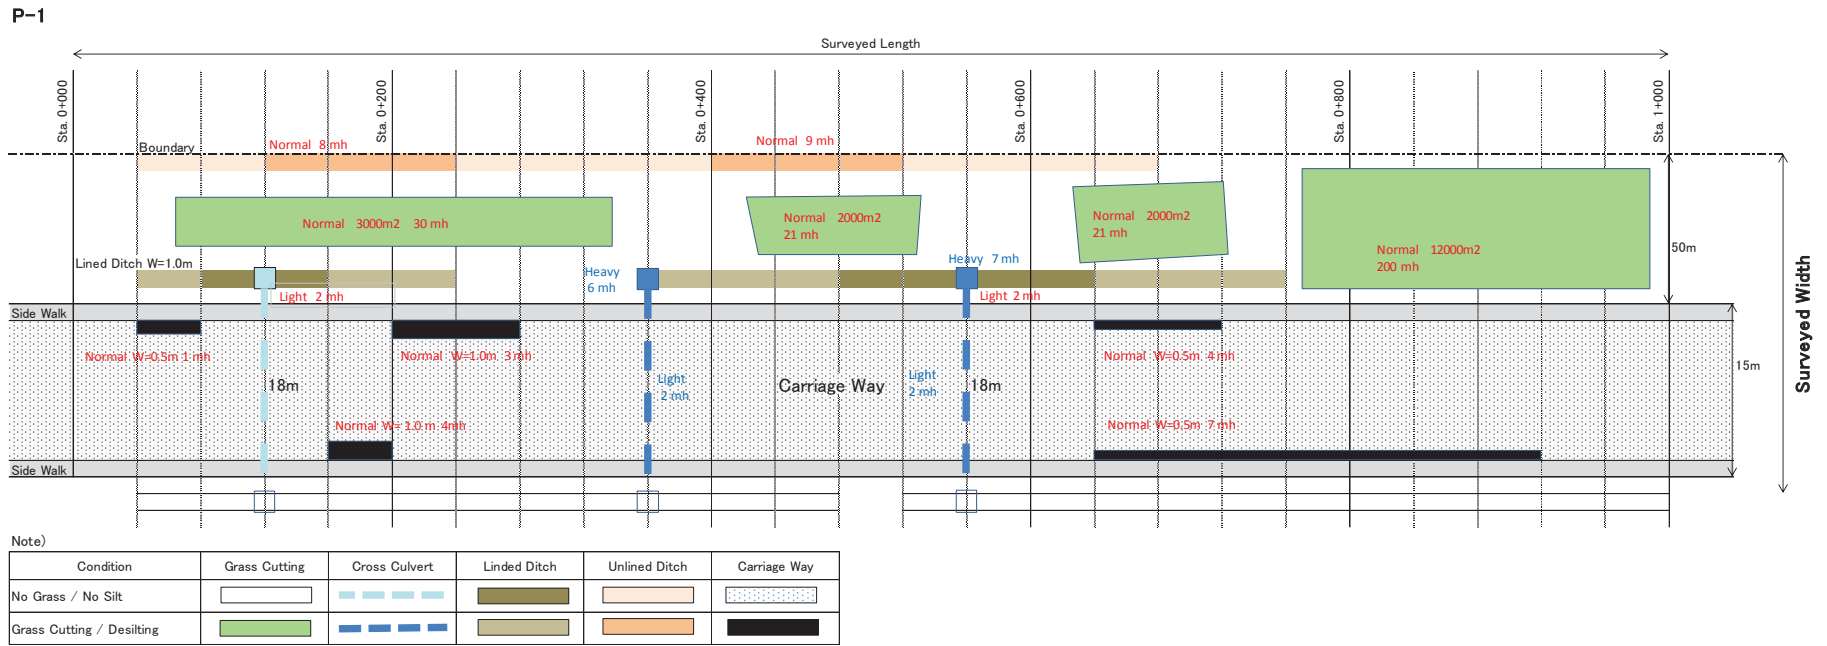 P-1
Surveyed Length
Sta. 0+000
Sta. 0+200
Sta. 0+400
Sta. 0+600
Sta. 0+800
Sta. 1+000
Boundary
Normal 8 mh
Normal 9 mh
Normal 3000m2 30 mh
Normal 2000m2
21 mh
Normal 2000m2
21 mh
Normal 12000m2
200 mh
50m
Surveyed Width
Lined Ditch W=1.0m
Heavy
6 mh
Heavy 7 mh
Light 2 mh
Light 2 mh
Side Walk
Normal W=0.5m 1 mh
Normal W=1.0m 3 mh
Normal W=0.5m 4 mh
15m
18m
Light
2 mh
Carriage Way
Light
2 mh
18m
Normal W= 1.0 m 4mh
Normal W=0.5m 7 mh
Side Walk
Note)
Condition
Grass Cutting
Cross Culvert
Linded Ditch
Unlined Ditch
Carriage Way
No Grass / No Silt
Grass Cutting / Desilting